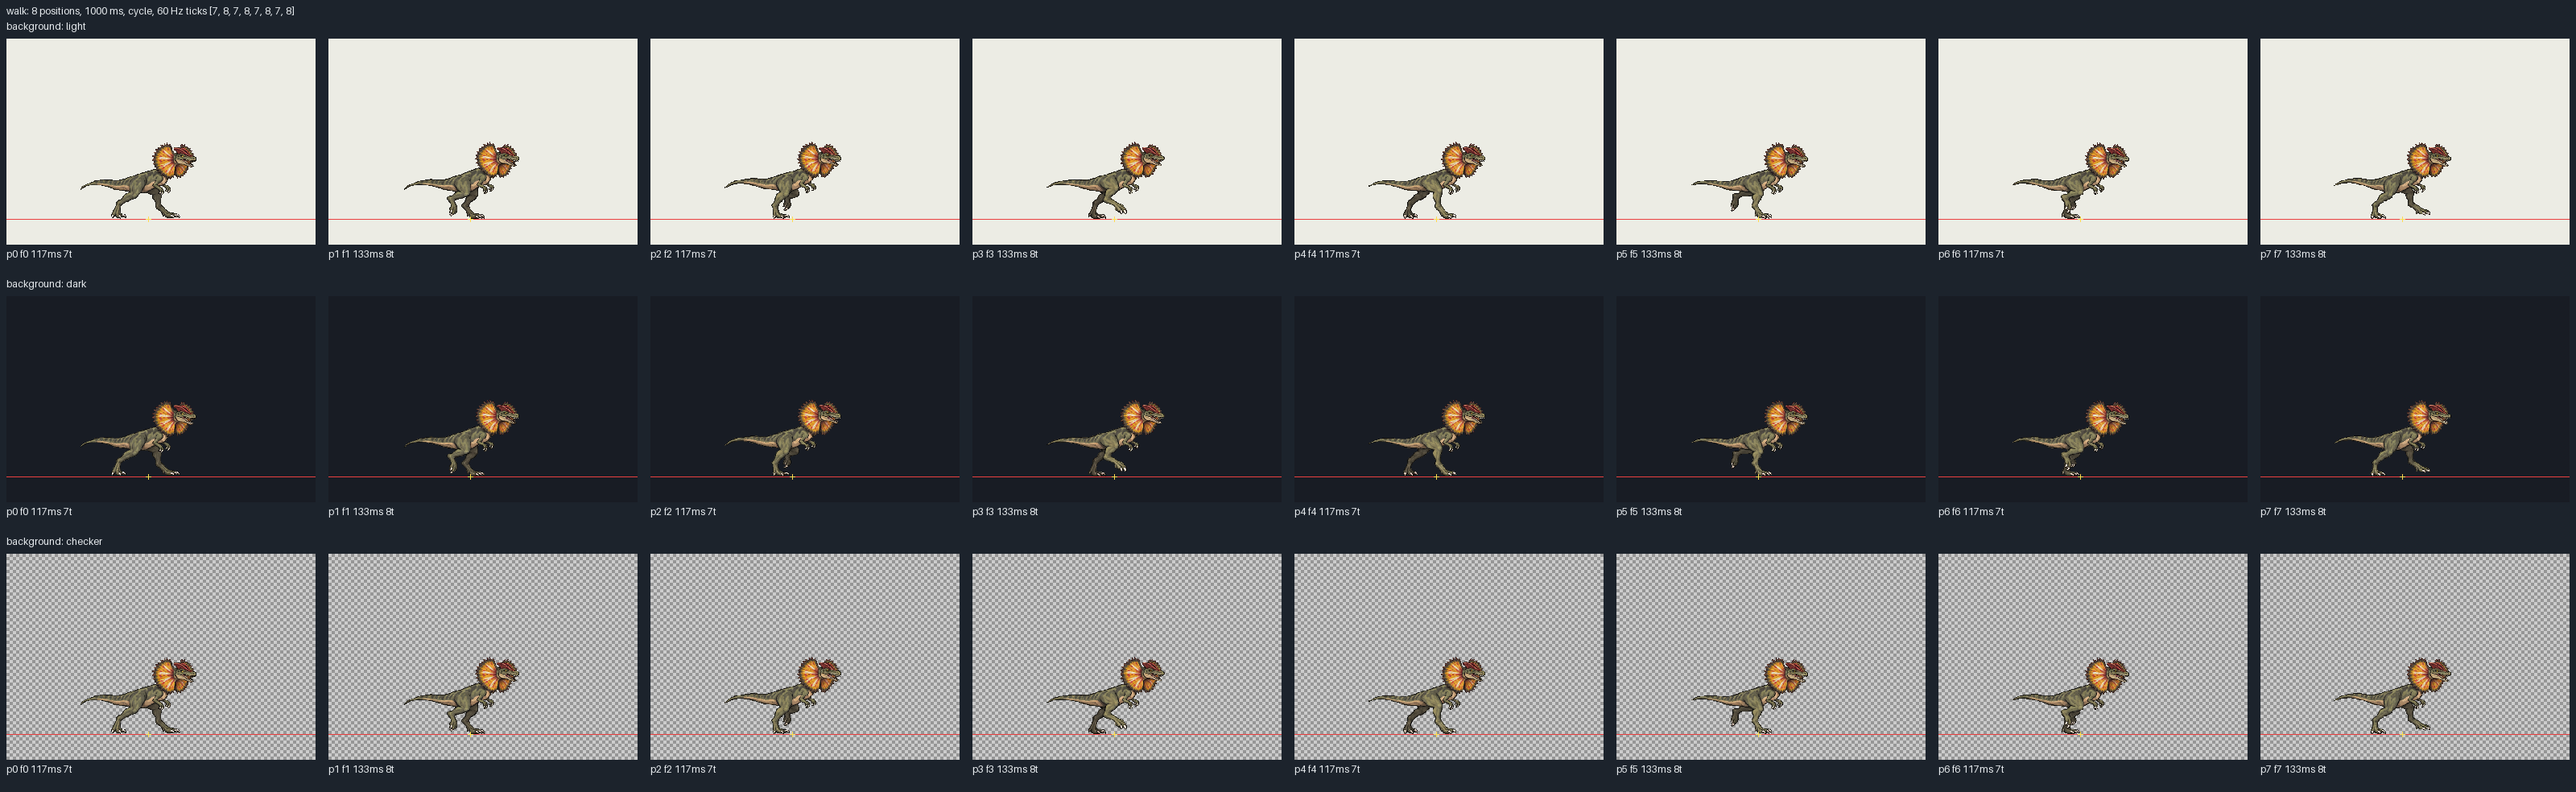 walk: 8 positions, 1000 ms, cycle, 60 Hz ticks [7, 8, 7, 8, 7, 8, 7, 8]
background: light
p0 f0 117ms 7t
p1 f1 133ms 8t
p2 f2 117ms 7t
p3 f3 133ms 8t
p4 f4 117ms 7t
p5 f5 133ms 8t
p6 f6 117ms 7t
p7 f7 133ms 8t
background: dark
p0 f0 117ms 7t
p1 f1 133ms 8t
p2 f2 117ms 7t
p3 f3 133ms 8t
p4 f4 117ms 7t
p5 f5 133ms 8t
p6 f6 117ms 7t
p7 f7 133ms 8t
background: checker
p0 f0 117ms 7t
p1 f1 133ms 8t
p2 f2 117ms 7t
p3 f3 133ms 8t
p4 f4 117ms 7t
p5 f5 133ms 8t
p6 f6 117ms 7t
p7 f7 133ms 8t